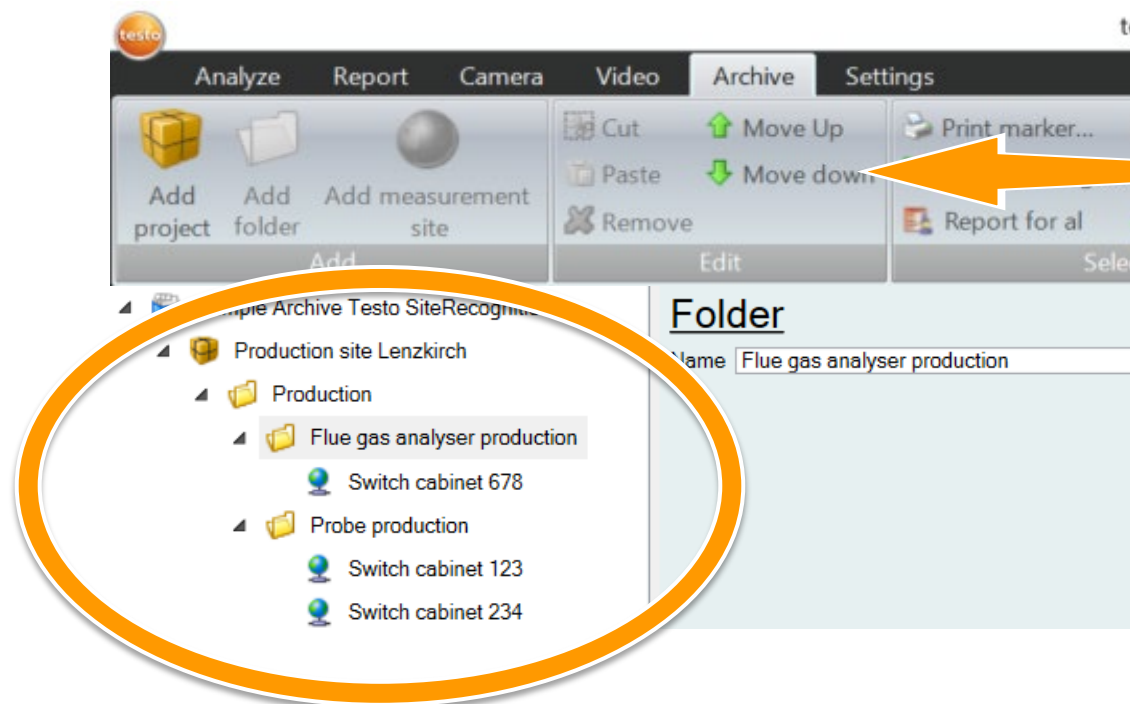 testo
Analyze Report Camera Video Archive Settings
Add project
Add folder
Add measurement site
Add
Cut
Paste
Remove
Move Up
Move down
Edit
Print marker...
Report for al
Archive Testo
Production site Lenzkirch
Production
Flue gas analyser production
Switch cabinet 678
Probe production
Switch cabinet 123
Switch cabinet 234
Folder
Name Flue gas analyser production